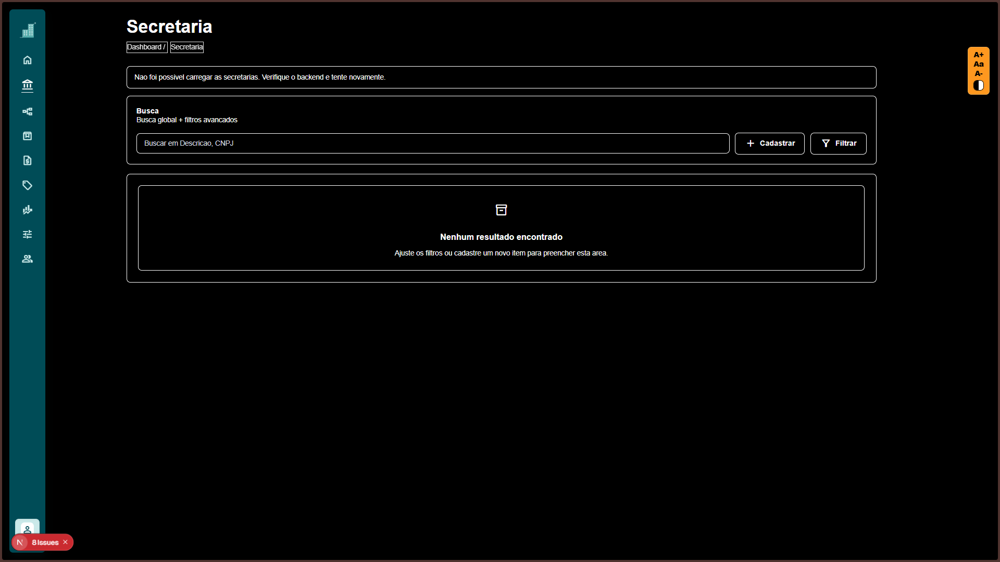 Secretaria
Dashboard /
Secretaria
A+
Aa
A-
Nao foi possivel carregar as secretarias. Verifique o backend e tente novamente.
Busca
Busca global + filtros avancados
Buscar em Descricao, CNPJ
Cadastrar
Filtrar
Nenhum resultado encontrado
Ajuste os filtros ou cadastre um novo item para preencher esta area.
N
8 Issues